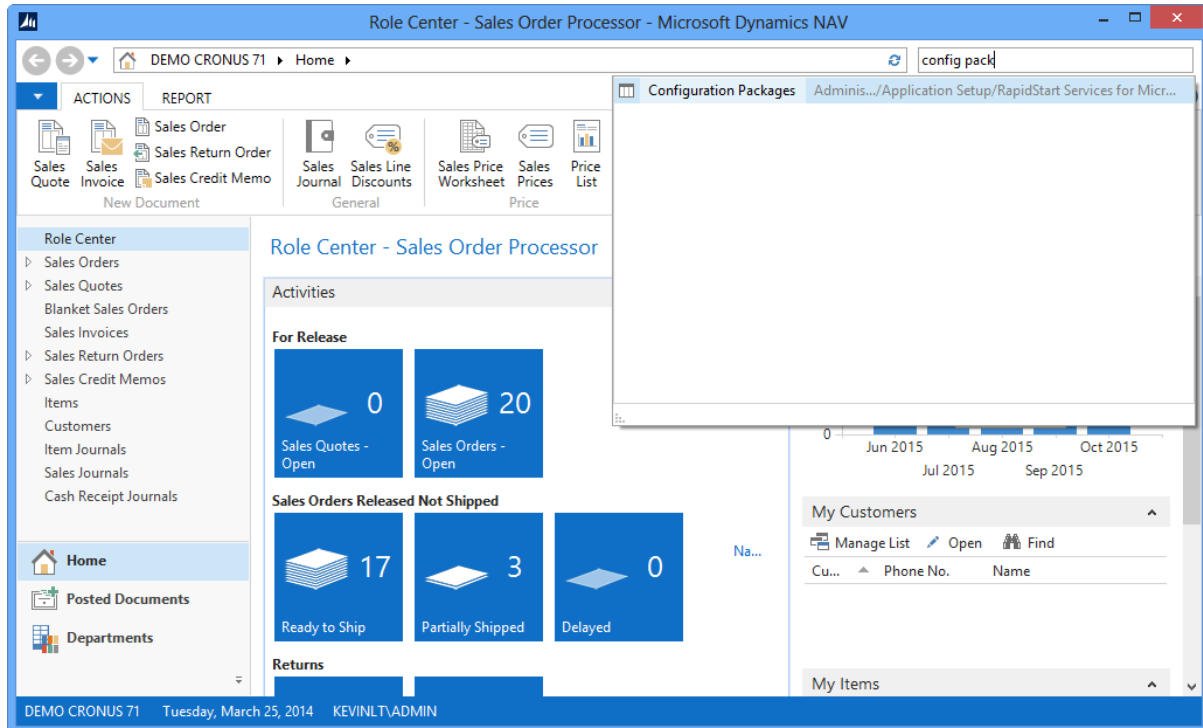 Role Center - Sales Order Processor - Microsoft Dynamics NAV
DEMO CRONUS 71 Home
config pack
Configuration Packages Adminis.../Application Setup/RapidStart Services for Micr...
ACTIONS REPORT
Sales Quote
Sales Invoice
Sales Order
Sales Return Order
Sales Credit Memo
New Document
Sales Journal
Sales Line Discounts
General
Sales Price Worksheet
Sales Prices
Price List
Price
Role Center
Sales Orders
Sales Quotes
Blanket Sales Orders
Sales Invoices
Sales Return Orders
Sales Credit Memos
Items
Customers
Item Journals
Sales Journals
Cash Receipt Journals
Home
Posted Documents
Departments
Role Center - Sales Order Processor
Activities
For Release
0
Sales Quotes -
Open
20
Sales Orders -
Open
Sales Orders Released Not Shipped
17
Ready to Ship
3
Partially Shipped
0
Delayed
Na...
Returns
0
Jun 2015 Aug 2015 Oct 2015
Jul 2015 Sep 2015
My Customers
Manage List Open Find
Cu... Phone No. Name
My Items
DEMO CRONUS 71 Tuesday, March 25, 2014 KEVINLT\ADMIN